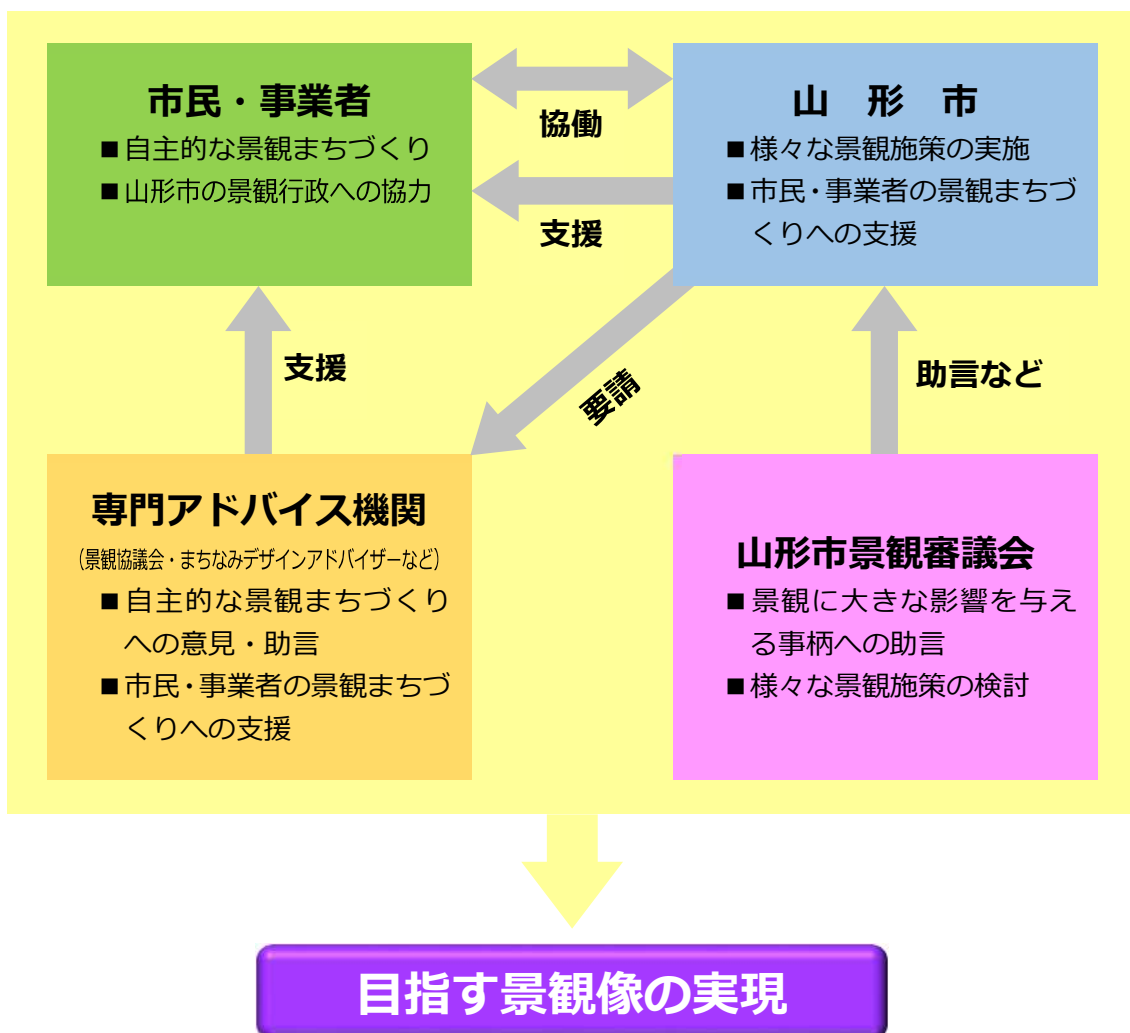 市民・事業者
■自主的な景観まちづくり
■山形市の景観行政への協力
協働
支援
山 形 市
■様々な景観施策の実施
■市民・事業者の景観まちづ
くりへの支援
支援
要請
助言など
専門アドバイス機関
(景観協議会・まちなみデザインアドバイザーなど)
■自主的な景観まちづくり
への意見・助言
■市民・事業者の景観まちづ
くりへの支援
山形市景観審議会
■景観に大きな影響を与え
る事柄への助言
■様々な景観施策の検討
目指す景観像の実現